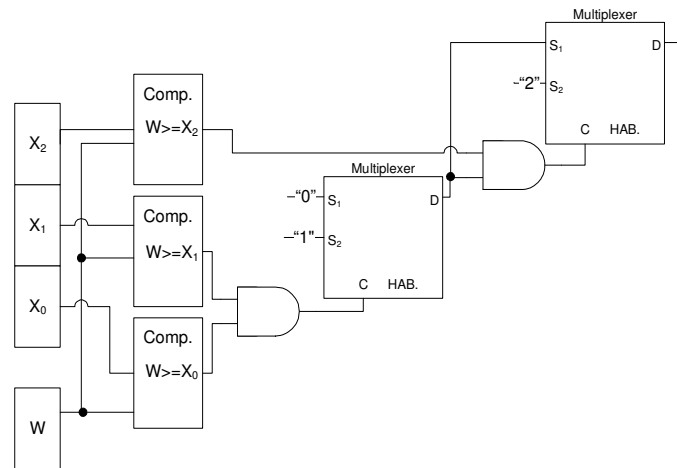 Multiplexer
S1 D
“2” S2
C HAB.
Comp.
W>=X2
X2
Multiplexer
“0” S1 D
“1" S2
C HAB.
Comp.
W>=X1
X1
X0
Comp.
W>=X0
W